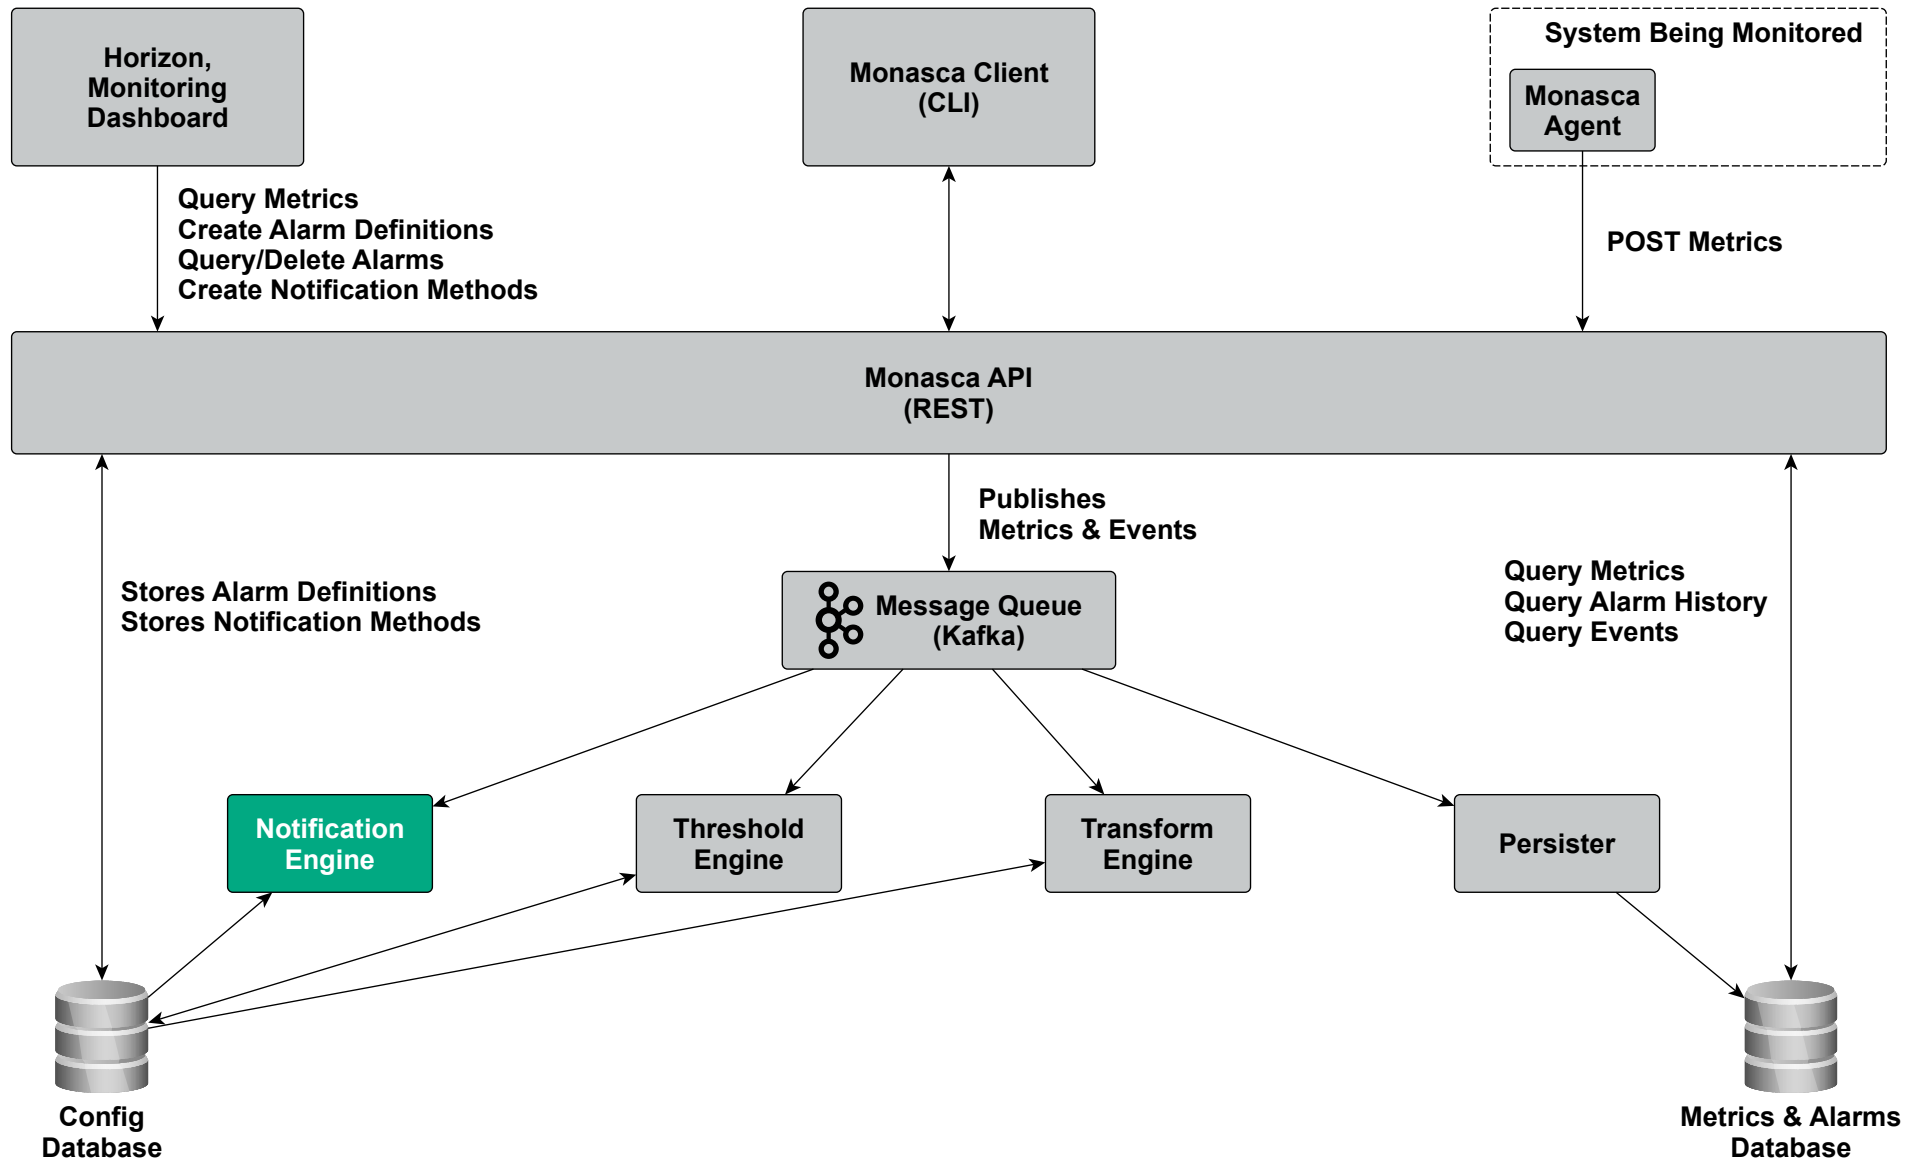 Horizon,
Monitoring
Dashboard
Monasca Client
(CLI)
System Being Monitored
Monasca
Agent
Query Metrics
Create Alarm Definitions
Query/Delete Alarms
Create Notification Methods
POST Metrics
Monasca API
(REST)
Publishes
Metrics & Events
Stores Alarm Definitions
Stores Notification Methods
Message Queue
(Kafka)
Query Metrics
Query Alarm History
Query Events
Notification
Engine
Threshold
Engine
Transform
Engine
Persister
Config
Database
Metrics & Alarms
Database